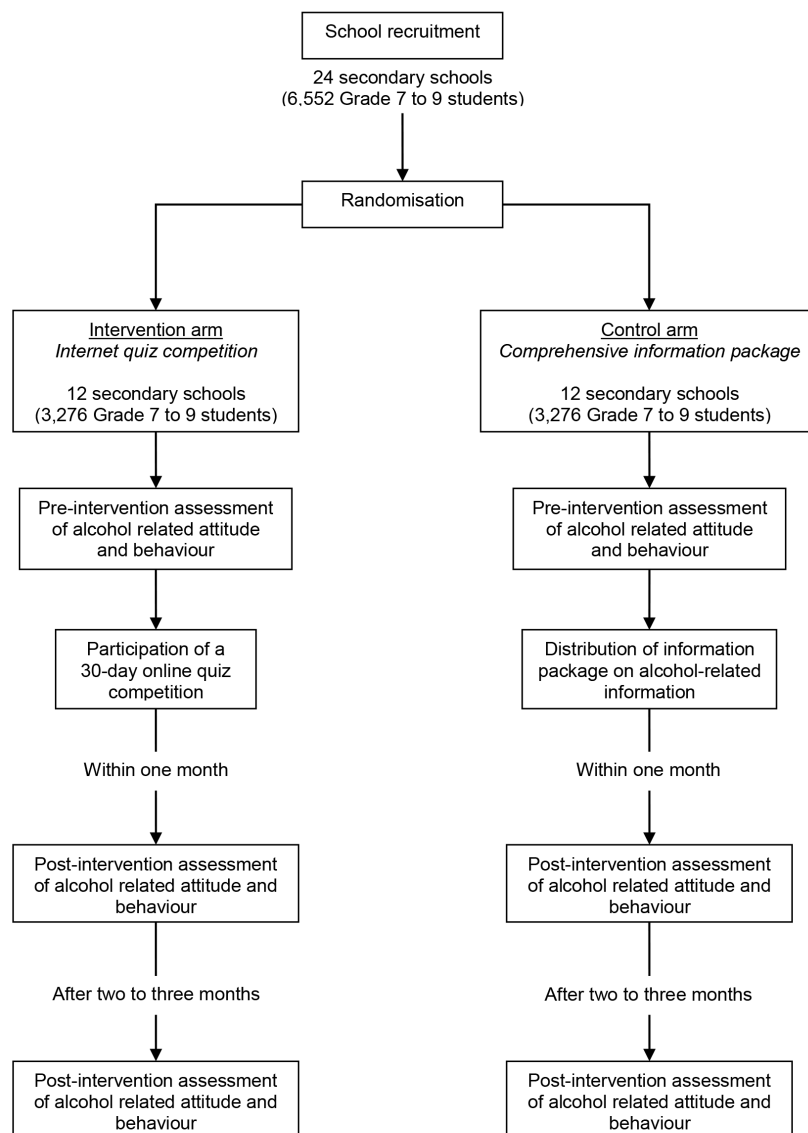 School recruitment
24 secondary schools
(6,552 Grade 7 to 9 students)
Randomisation
Intervention arm
Internet quiz competition
12 secondary schools
(3,276 Grade 7 to 9 students)
Control arm
Comprehensive information package
12 secondary schools
(3,276 Grade 7 to 9 students)
Pre-intervention assessment
of alcohol related attitude
and behaviour
Pre-intervention assessment
of alcohol related attitude
and behaviour
Participation of a
30-day online quiz
competition
Distribution of information
package on alcohol-related
information
Within one month
Within one month
Post-intervention assessment
of alcohol related attitude and
behaviour
Post-intervention assessment
of alcohol related attitude and
behaviour
After two to three months
After two to three months
Post-intervention assessment
of alcohol related attitude and
behaviour
Post-intervention assessment
of alcohol related attitude and
behaviour